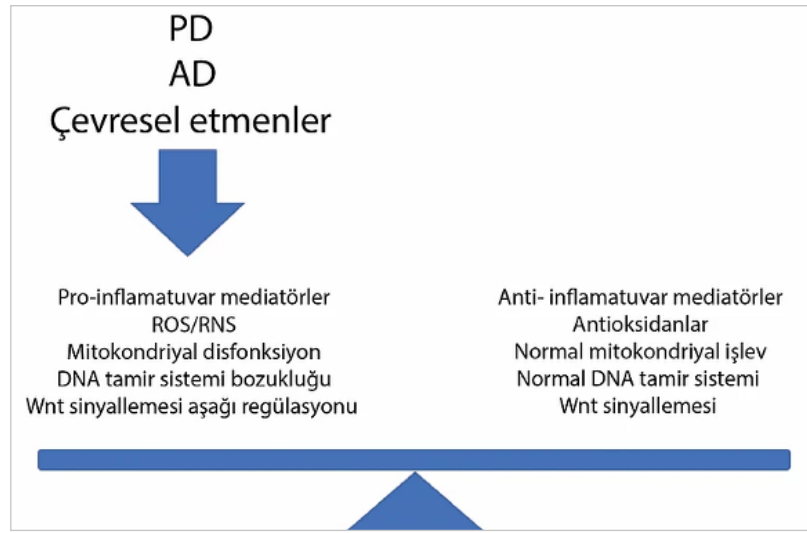 PD
AD
Çevresel etmenler
Pro-inflamatuvar mediatörler
ROS/RNS
Mitokondriyal disfonksiyon
DNA tamir sistemi bozukluğu
Wnt sinyallemesi aşağı regülasyonu
Anti- inflamatuvar mediatörler
Antioksidanlar
Normal mitokondriyal işlev
Normal DNA tamir sistemi
Wnt sinyallemesi